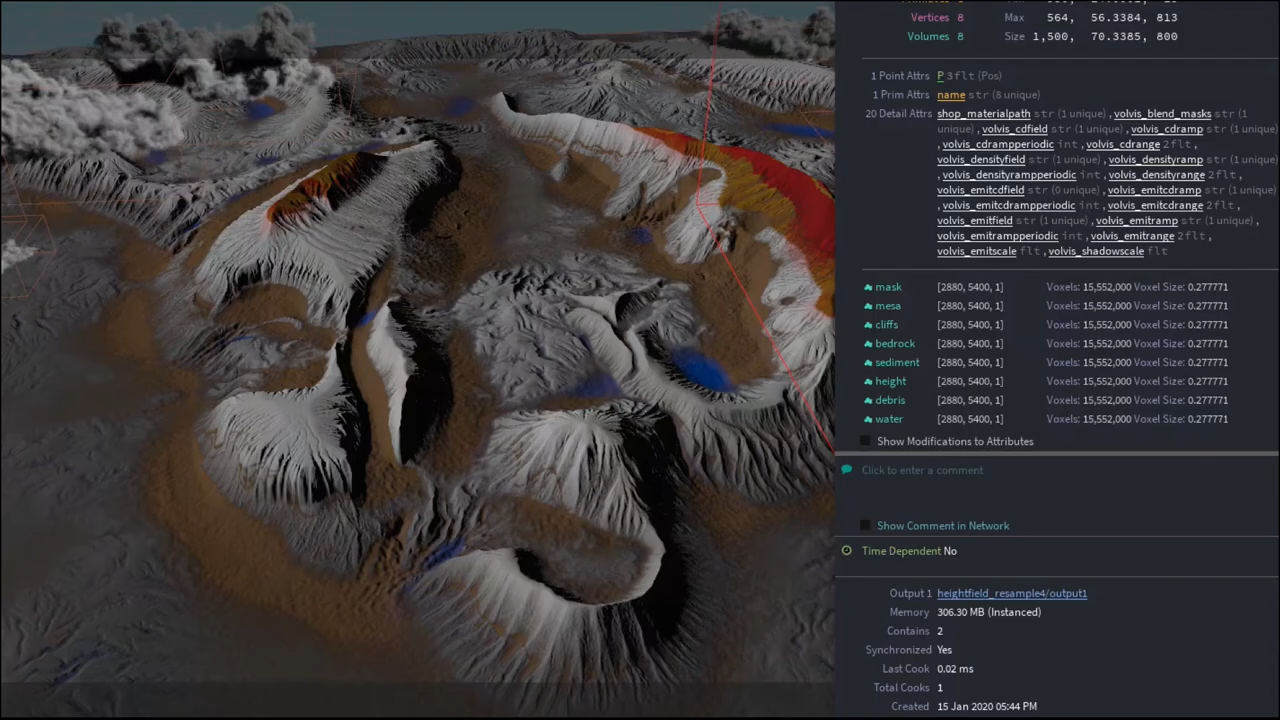 Vertices 8 Max 564, 56.3384, 813
Volumes 8 Size 1,500, 70.3385, 800
1 Point Attrs P 3flt (Pos)
1 Prim Attrs name str (8 unique)
20 Detail Attrs shop_materialpath str (1 unique) , volvis_blend_masks str (1
unique) , volvis_cdfield str (1 unique) , volvis_cdramp str (1 unique)
, volvis_cdrampperiodic int , volvis_cdrange 2flt ,
volvis_densityfield str (1 unique) , volvis_densityramp str (1 unique)
, volvis_densityrampperiodic int , volvis_densityrange 2flt ,
volvis_emitcdfield str (0 unique) , volvis_emitcdramp str (1 unique)
, volvis_emitcdrampperiodic int , volvis_emitcdrange 2flt ,
volvis_emitfield str (1 unique) , volvis_emitramp str (1 unique) ,
volvis_emitrampperiodic int , volvis_emitrange 2flt ,
volvis_emitscale flt , volvis_shadowscale flt
mask [2880, 5400, 1] Voxels: 15,552,000 Voxel Size: 0.277771
mesa [2880, 5400, 1] Voxels: 15,552,000 Voxel Size: 0.277771
cliffs [2880, 5400, 1] Voxels: 15,552,000 Voxel Size: 0.277771
bedrock [2880, 5400, 1] Voxels: 15,552,000 Voxel Size: 0.277771
sediment [2880, 5400, 1] Voxels: 15,552,000 Voxel Size: 0.277771
height [2880, 5400, 1] Voxels: 15,552,000 Voxel Size: 0.277771
debris [2880, 5400, 1] Voxels: 15,552,000 Voxel Size: 0.277771
water [2880, 5400, 1] Voxels: 15,552,000 Voxel Size: 0.277771
Show Modifications to Attributes
Click to enter a comment
Show Comment in Network
Time Dependent No
Output 1 heightfield_resample4/output1
Memory 306.30 MB (Instanced)
Contains 2
Synchronized Yes
Last Cook 0.02 ms
Total Cooks 1
Created 15 Jan 2020 05:44 PM